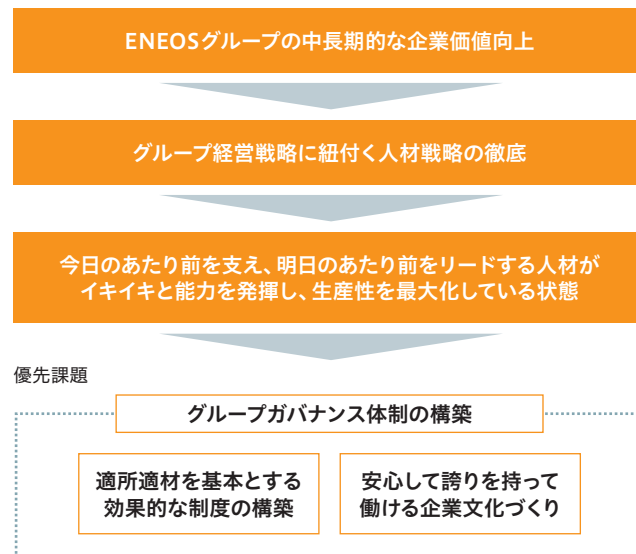 ENEOSグループの中長期的な企業価値向上
グループ経営戦略に紐付く人材戦略の徹底
今日のあたり前を支え、明日のあたり前をリードする人材が
イキイキと能力を発揮し、生産性を最大化している状態
優先課題
グループガバナンス体制の構築
適所適材を基本とする
効果的な制度の構築
安心して誇りを持って
働ける企業文化づくり